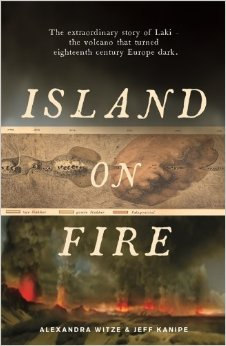 The extraordinary story of Laki –
the volcano that turned
eighteenth century Europe dark.
ISLAND
ON
FIRE
ALEXANDRA WITZE & JEFF KANIPE